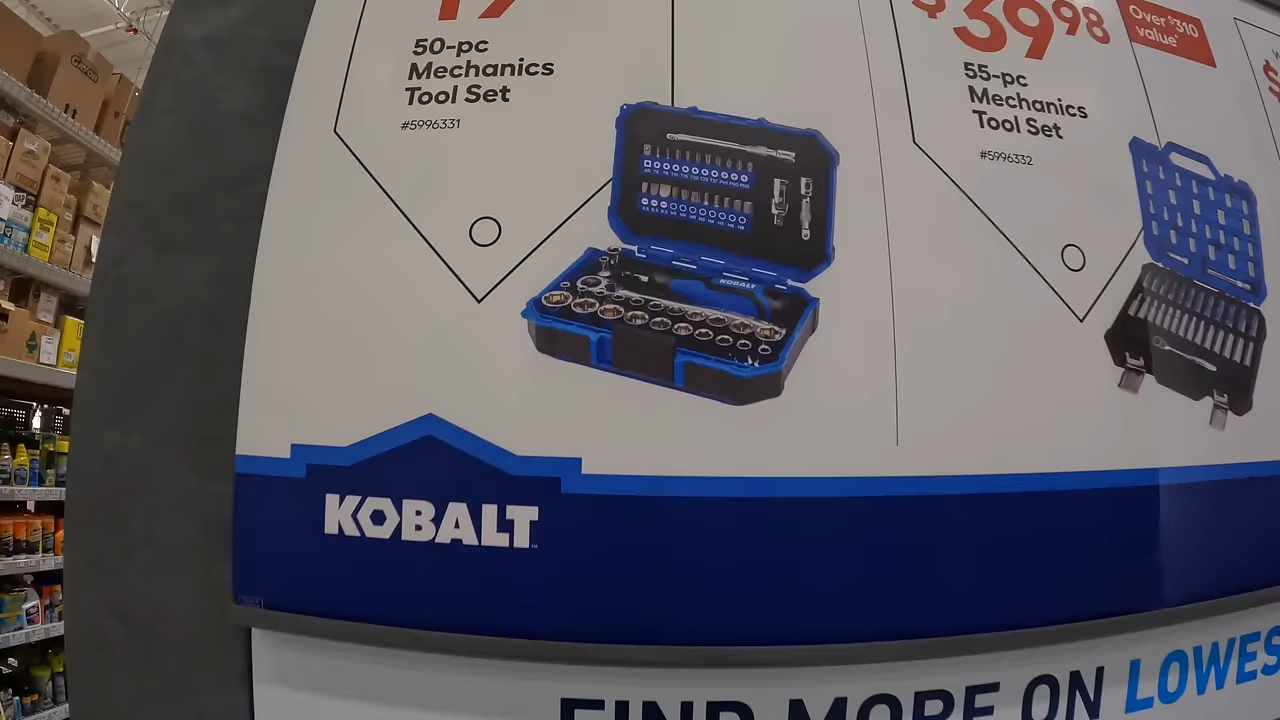 50-pc
Mechanics
Tool Set
#5996331
$39 98
Over $310
value*
55-pc
Mechanics
Tool Set
#5996332
KOBALT
KOBALT
FIND MORE ON LOWES